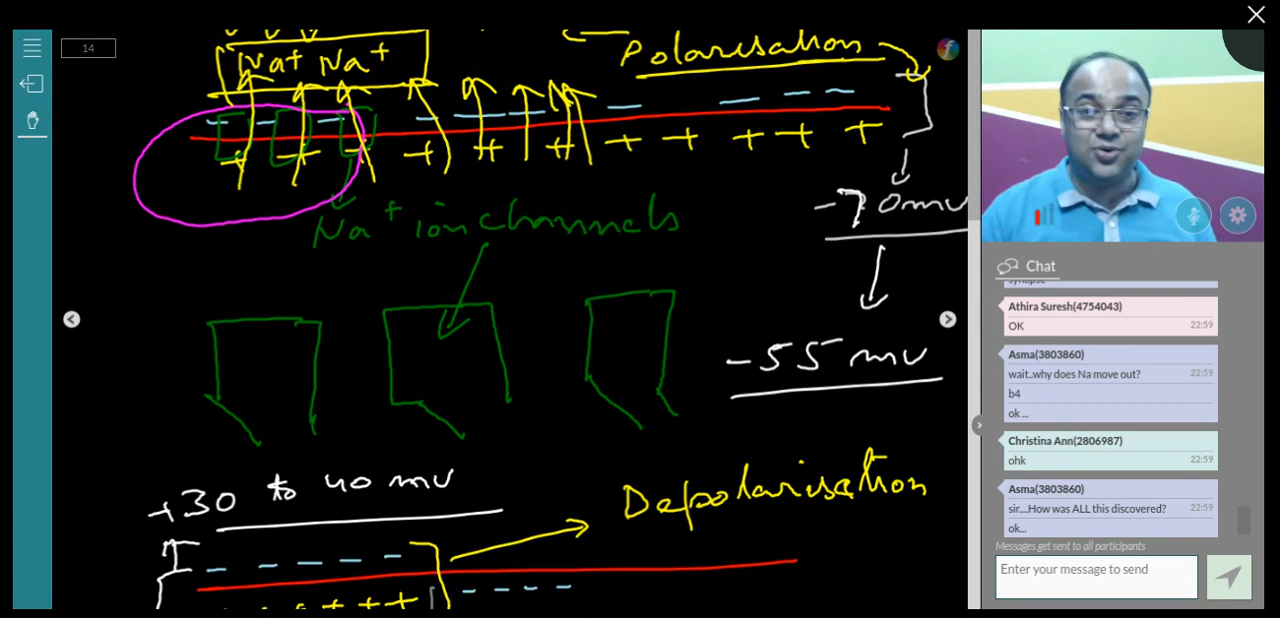 14
Na+ Na+
Polarisation
-70mv
Na+ ion channels
-55 mv
+30 to 40 mv
Depolarisation
Chat
synapse
Athira Suresh(4754043)
OK 22:59
Asma(3803860)
wait..why does Na move out? 22:59
b4
ok ...
Christina Ann(2806987)
ohk 22:59
Asma(3803860)
sir....How was ALL this discovered? 22:59
ok...
Messages get sent to all participants
Enter your message to send